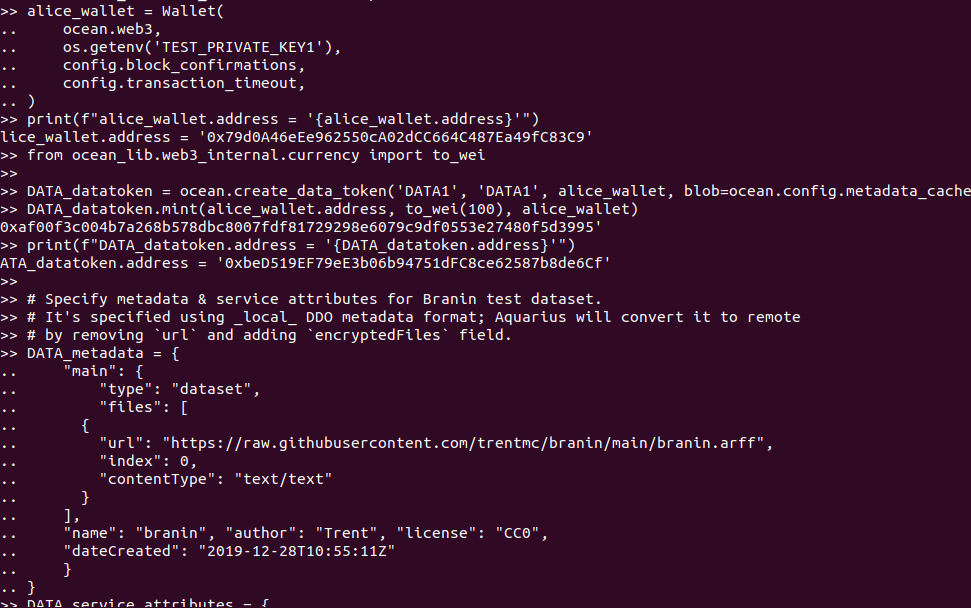 >> alice_wallet = Wallet(
..     ocean.web3,
..     os.getenv('TEST_PRIVATE_KEY1'),
..     config.block_confirmations,
..     config.transaction_timeout,
.. )
>> print(f"alice_wallet.address = '{alice_wallet.address}'")
lice_wallet.address = '0x79d0A46eEe962550cA02dCC664C487Ea49fC83C9'
>> from ocean_lib.web3_internal.currency import to_wei
>>
>> DATA_datatoken = ocean.create_data_token('DATA1', 'DATA1', alice_wallet, blob=ocean.config.metadata_cache
>> DATA_datatoken.mint(alice_wallet.address, to_wei(100), alice_wallet)
0xaf00f3c004b7a268b578dbc8007fdf81729298e6079c9df0553e27480f5d3995'
>> print(f"DATA_datatoken.address = '{DATA_datatoken.address}'")
ATA_datatoken.address = '0xbeD519EF79eE3b06b94751dFC8ce62587b8de6Cf'
>>
>> # Specify metadata & service attributes for Branin test dataset.
>> # It's specified using _local_ DDO metadata format; Aquarius will convert it to remote
>> # by removing `url` and adding `encryptedFiles` field.
>> DATA_metadata = {
..     "main": {
..         "type": "dataset",
..         "files": [
..       {
..         "url": "https://raw.githubusercontent.com/trentmc/branin/main/branin.arff",
..         "index": 0,
..         "contentType": "text/text"
..       }
..     ],
..     "name": "branin", "author": "Trent", "license": "CC0",
..     "dateCreated": "2019-12-28T10:55:11Z"
..     }
.. }
>> DATA_service_attributes = {